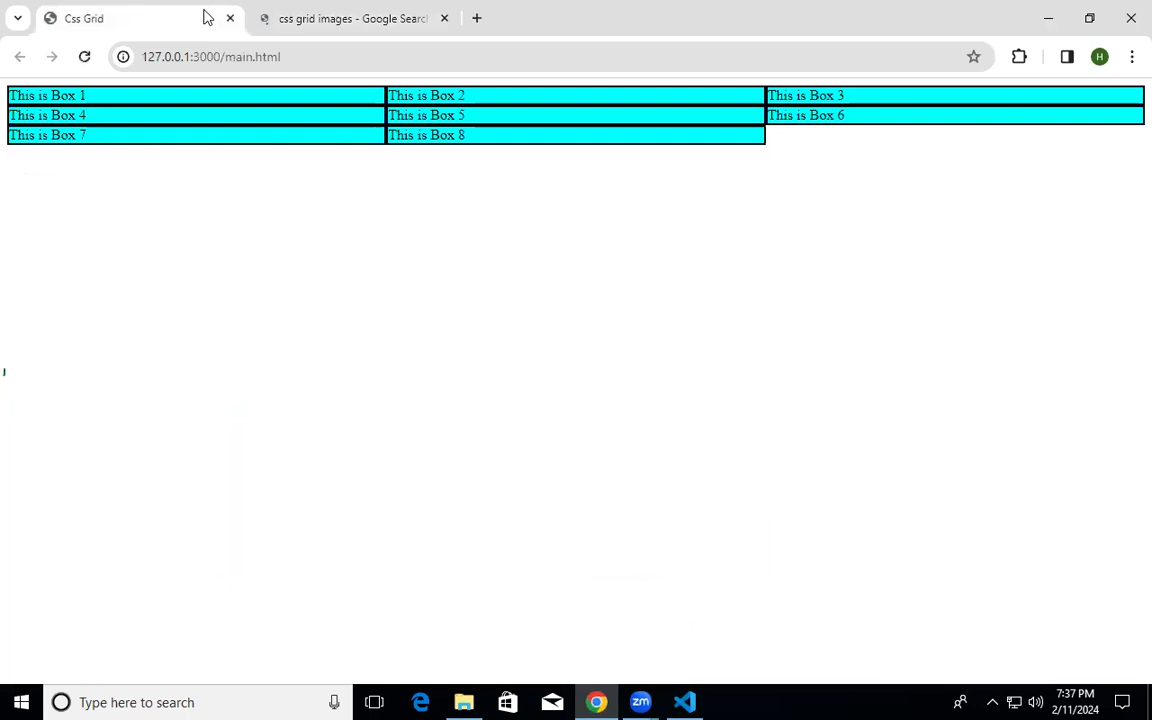 Css Grid
css grid images - Google Search
127.0.0.1:3000/main.html
H
This is Box 1 This is Box 2 This is Box 3
This is Box 4 This is Box 5 This is Box 6
This is Box 7 This is Box 8
Type here to search
zm
7:37 PM
2/11/2024